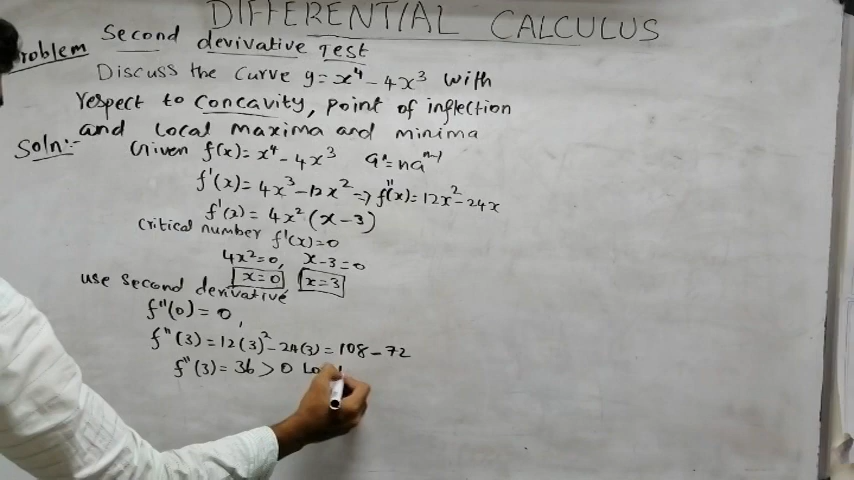 DIFFERENTIAL CALCULUS
Problem Second derivative Test
Discuss the curve y = x⁴ - 4x³ with
respect to concavity, point of inflection
and local maxima and minima
Soln:- Given f(x) = x⁴ - 4x³ aⁿ = na^(n-1)
f'(x) = 4x³ - 12x² => f''(x) = 12x² - 24x
f'(x) = 4x² (x - 3)
critical number f'(x) = 0
4x² = 0, x - 3 = 0
x = 0 x = 3
use second derivative
f''(0) = 0,
f''(3) = 12(3)² - 24(3) = 108 - 72
f''(3) = 36 > 0 Lo